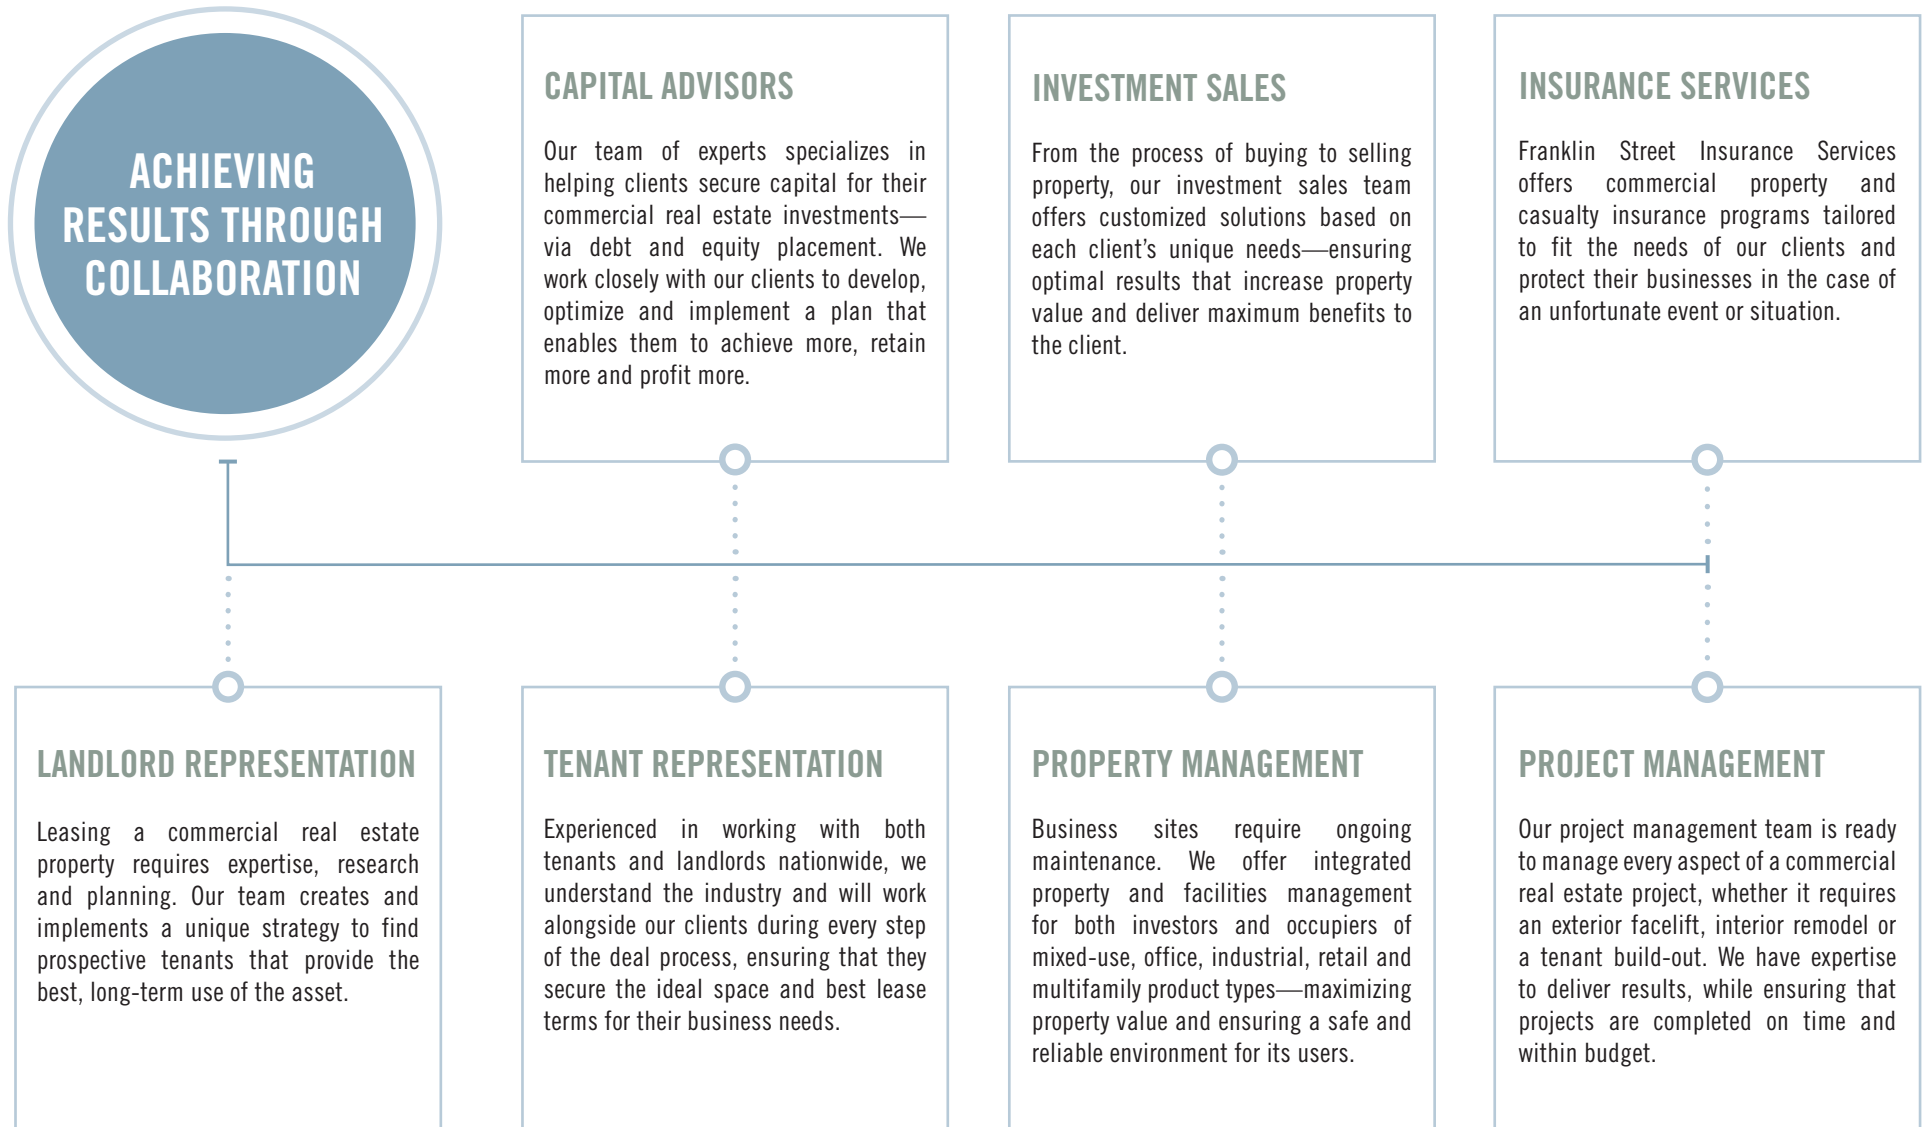 ACHIEVING
RESULTS THROUGH
COLLABORATION
CAPITAL ADVISORS
Our team of experts specializes in
helping clients secure capital for their
commercial real estate investments—
via debt and equity placement. We
work closely with our clients to develop,
optimize and implement a plan that
enables them to achieve more, retain
more and profit more.
INVESTMENT SALES
From the process of buying to selling
property, our investment sales team
offers customized solutions based on
each client’s unique needs—ensuring
optimal results that increase property
value and deliver maximum benefits to
the client.
INSURANCE SERVICES
Franklin Street Insurance Services
offers commercial property and
casualty insurance programs tailored
to fit the needs of our clients and
protect their businesses in the case of
an unfortunate event or situation.
LANDLORD REPRESENTATION
Leasing a commercial real estate
property requires expertise, research
and planning. Our team creates and
implements a unique strategy to find
prospective tenants that provide the
best, long-term use of the asset.
TENANT REPRESENTATION
Experienced in working with both
tenants and landlords nationwide, we
understand the industry and will work
alongside our clients during every step
of the deal process, ensuring that they
secure the ideal space and best lease
terms for their business needs.
PROPERTY MANAGEMENT
Business sites require ongoing
maintenance. We offer integrated
property and facilities management
for both investors and occupiers of
mixed-use, office, industrial, retail and
multifamily product types—maximizing
property value and ensuring a safe and
reliable environment for its users.
PROJECT MANAGEMENT
Our project management team is ready
to manage every aspect of a commercial
real estate project, whether it requires
an exterior facelift, interior remodel or
a tenant build-out. We have expertise
to deliver results, while ensuring that
projects are completed on time and
within budget.